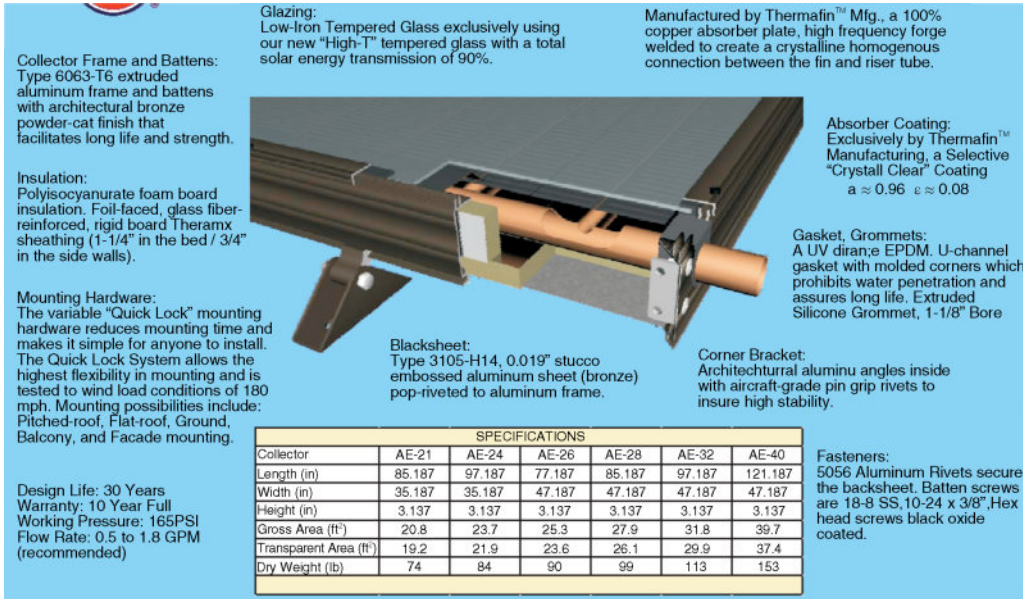 Glazing:
Low-Iron Tempered Glass exclusively using
our new “High-T” tempered glass with a total
solar energy transmission of 90%.
Manufactured by Thermafin™ Mfg., a 100%
copper absorber plate, high frequency forge
welded to create a crystalline homogenous
connection between the fin and riser tube.
Collector Frame and Battens:
Type 6063-T6 extruded
aluminum frame and battens
with architectural bronze
powder-cat finish that
facilitates long life and strength.
Absorber Coating:
Exclusively by Thermafin™
Manufacturing, a Selective
“Crystall Clear” Coating
a ≈ 0.96 ε ≈ 0.08
Insulation:
Polyisocyanurate foam board
insulation. Foil-faced, glass fiber-
reinforced, rigid board Theramx
sheathing (1-1/4” in the bed / 3/4”
in the side walls).
Gasket, Grommets:
A UV diran;e EPDM. U-channel
gasket with molded corners which
prohibits water penetration and
assures long life. Extruded
Silicone Grommet, 1-1/8” Bore
Mounting Hardware:
The variable “Quick Lock” mounting
hardware reduces mounting time and
makes it simple for anyone to install.
The Quick Lock System allows the
highest flexibility in mounting and is
tested to wind load conditions of 180
mph. Mounting possibilities include:
Pitched-roof, Flat-roof, Ground,
Balcony, and Facade mounting.
Blacksheet:
Type 3105-H14, 0.019” stucco
embossed aluminum sheet (bronze)
pop-riveted to aluminum frame.
Corner Bracket:
Architechturral aluminu angles inside
with aircraft-grade pin grip rivets to
insure high stability.
Design Life: 30 Years
Warranty: 10 Year Full
Working Pressure: 165PSI
Flow Rate: 0.5 to 1.8 GPM
(recommended)
SPECIFICATIONS
Collector AE-21 AE-24 AE-26 AE-28 AE-32 AE-40
Length (in) 85.187 97.187 77.187 85.187 97.187 121.187
Width (in) 35.187 35.187 47.187 47.187 47.187 47.187
Height (in) 3.137 3.137 3.137 3.137 3.137 3.137
Gross Area (ft²) 20.8 23.7 25.3 27.9 31.8 39.7
Transparent Area (ft²) 19.2 21.9 23.6 26.1 29.9 37.4
Dry Weight (lb) 74 84 90 99 113 153
Fasteners:
5056 Aluminum Rivets secure
the backsheet. Batten screws
are 18-8 SS,10-24 x 3/8”,Hex
head screws black oxide
coated.